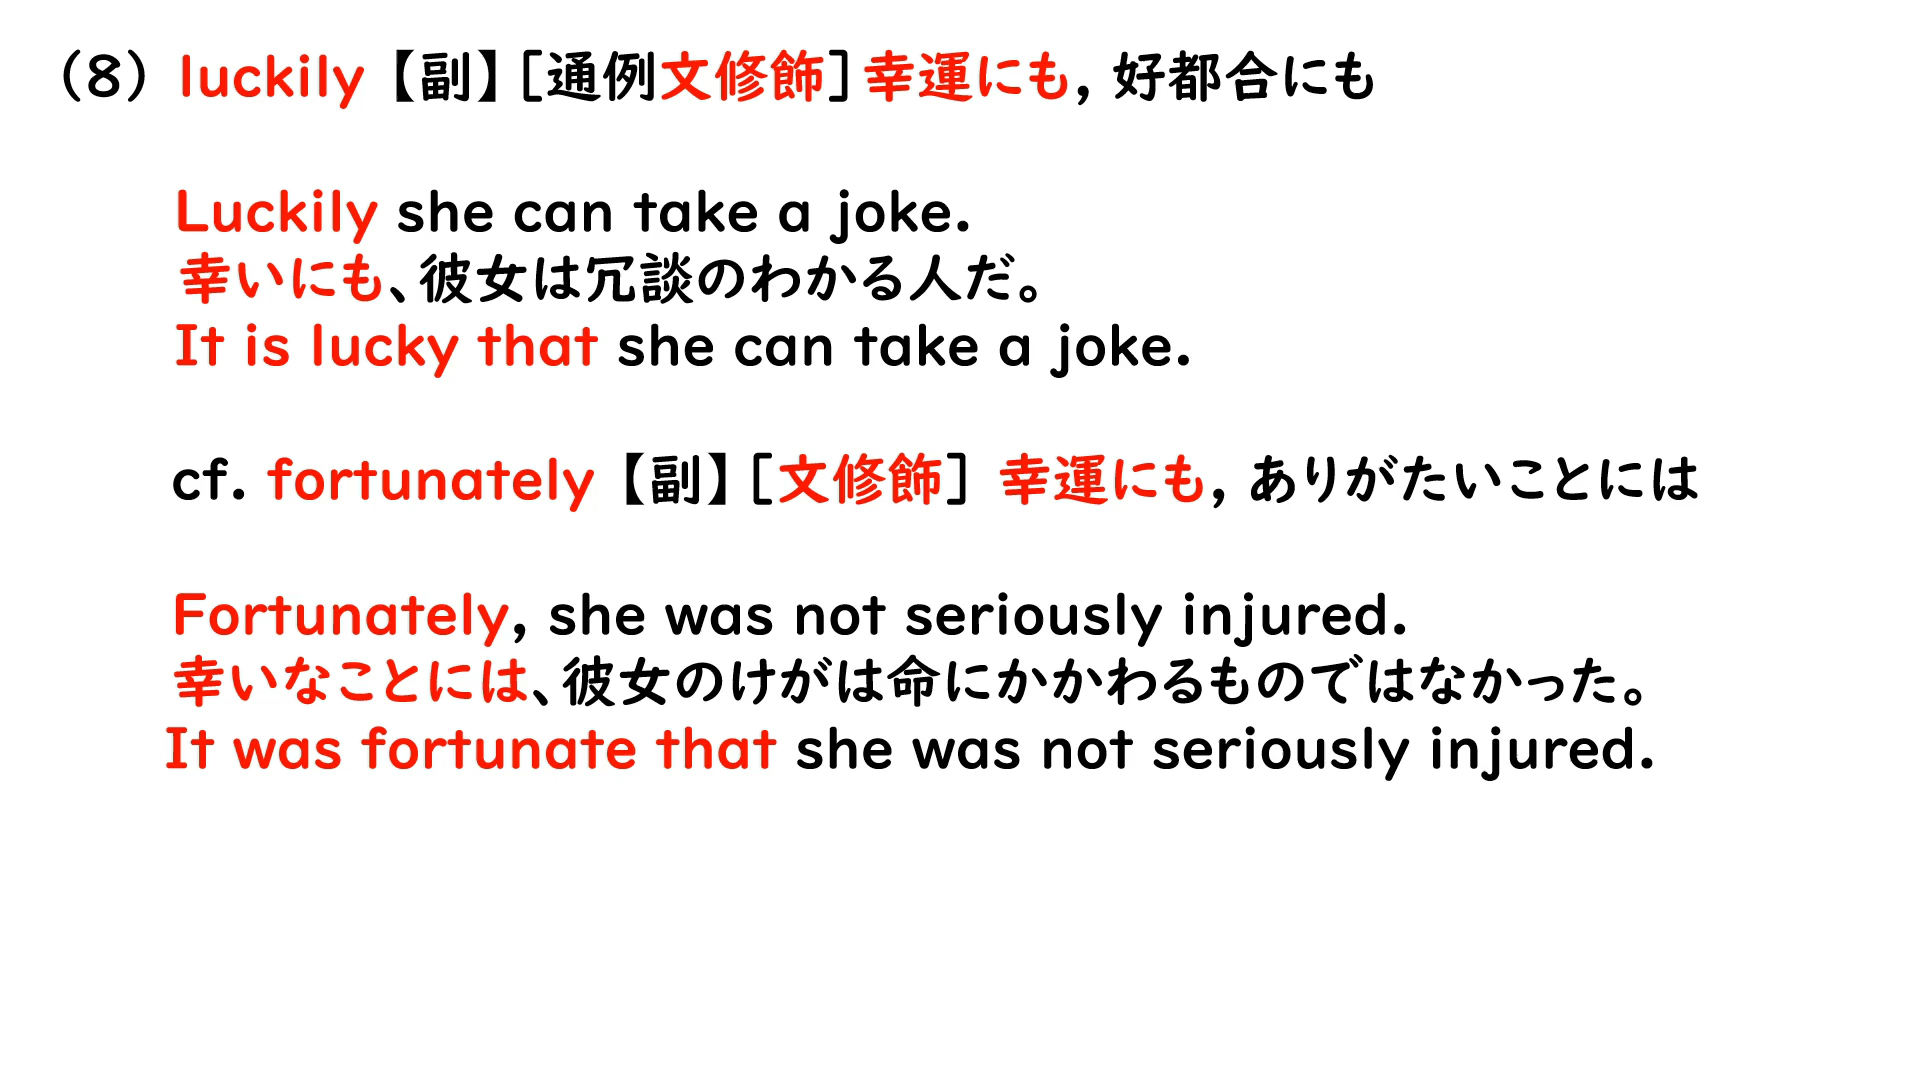 （8） luckily 【副】 [通例文修飾] 幸運にも, 好都合にも
Luckily she can take a joke.
幸いにも、彼女は冗談のわかる人だ。
It is lucky that she can take a joke.
cf. fortunately 【副】 [文修飾] 幸運にも, ありがたいことには
Fortunately, she was not seriously injured.
幸いなことには、彼女のけがは命にかかわるものではなかった。
It was fortunate that she was not seriously injured.